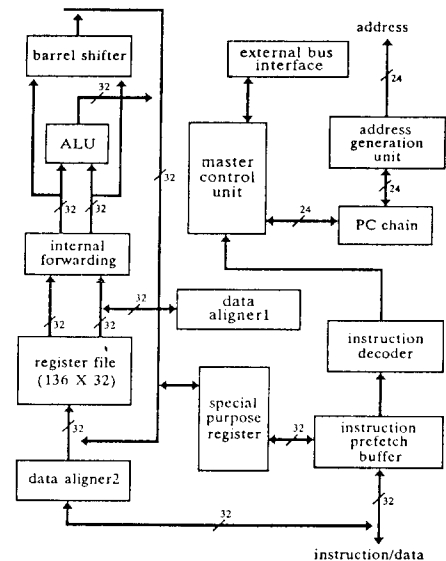 address
barrel shifter
external bus
interface
32
24
ALU
master
control
unit
address
generation
unit
32
24
32
32
24
PC chain
internal
forwarding
32
data
aligner1
32
32
instruction
decoder
register file
(136 X 32)
special
purpose
register
32
32
instruction
prefetch
buffer
data aligner2
32
32
instruction/data